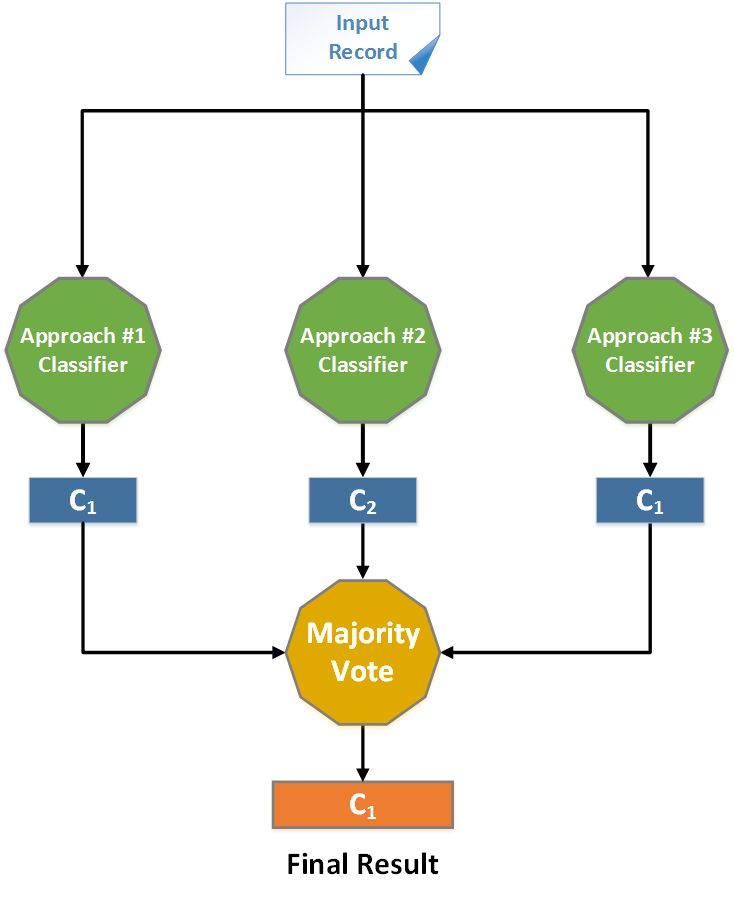 Input
Record
Approach #1
Classifier
Approach #2
Classifier
Approach #3
Classifier
C₁
C₂
C₁
Majority
Vote
C₁
Final Result